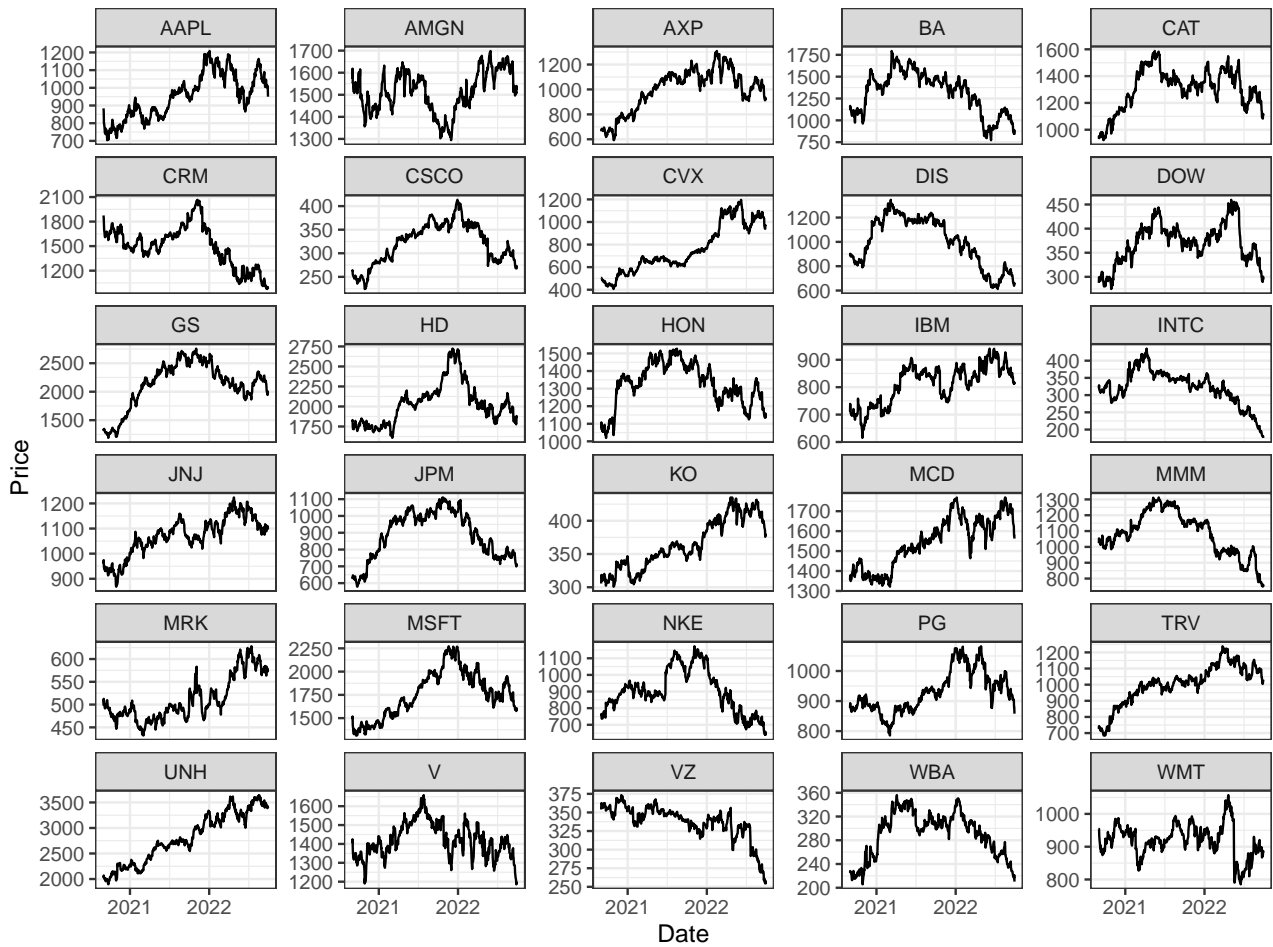 AAPL AMGN AXP BA CAT
1200 1700 1200 1750 1600
1100 1600 1500 1400
1000 1500 1000 1250 1200
900 1400 800 1000
800 1300 600 750 1000
700
CRM CSCO CVX DIS DOW
2100 400 1200 1200 450
1800 350 1000 1000 400
1500 300 800 800 350
1200 250 600 600 300
400
GS HD HON IBM INTC
2500 2750 1500 900 400
2000 2500 1400 800 350
1500 2250 1300 700 300
2000 1200 600 250
1750 1100 200
1000
JNJ JPM KO MCD MMM
1200 1100 400 1700 1300
1100 1000 350 1600 1200
1000 900 300 1500 1100
900 800 1400 1000
700 1300 900
600 800
MRK MSFT NKE PG TRV
600 2250 1100 1000 1200
550 2000 1000 900 1100
500 1750 900 800 1000
450 1500 800 900
700 800
700
UNH V VZ WBA WMT
3500 1600 375 360 1000
3000 1500 350 320 900
2500 1400 325 280 800
2000 1300 300 240
1200 275 200
250
2021 2022 2021 2022 2021 2022 2021 2022 2021 2022
Date
Price